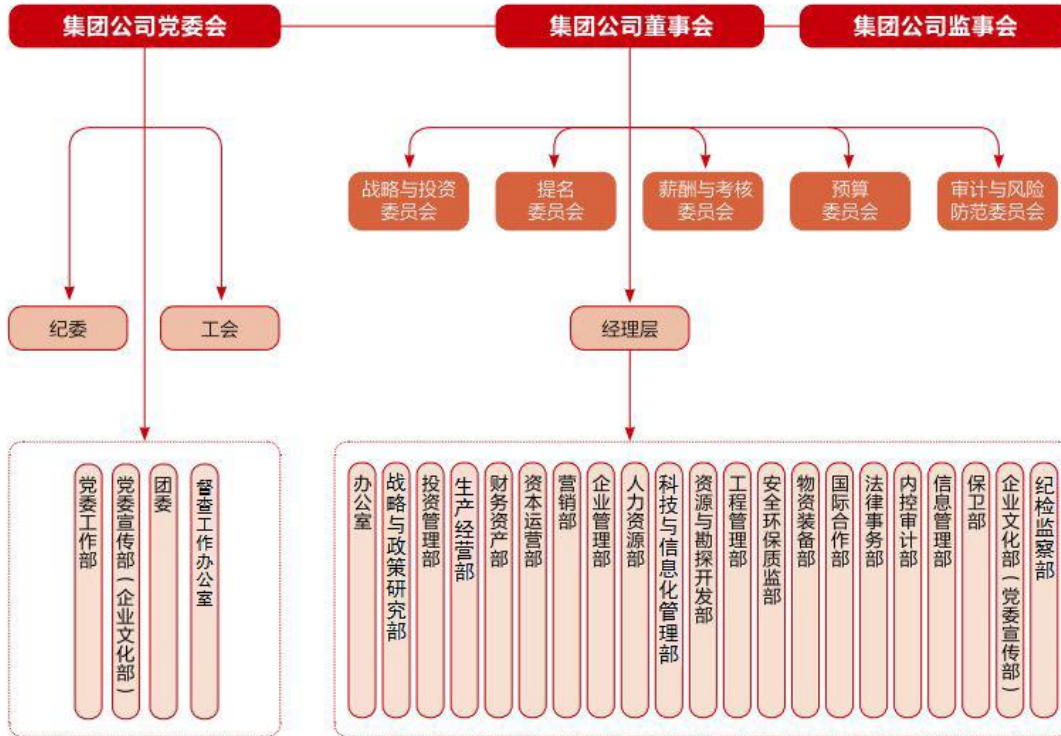 集团公司党委会
集团公司董事会
集团公司监事会
战略与投资
委员会
提名
委员会
薪酬与考核
委员会
预算
委员会
审计与风险
防范委员会
纪委
工会
经理层
党委工作部
党委宣传部(企业文化部)
团委
督查工作办公室
办公室
战略与政策研究部
投资管理部
生产经营部
财务资产部
资本运营部
营销部
企业管理部
人力资源部
科技与信息化管理部
资源与勘探开发部
工程管理部
安全环保质监部
物资装备部
国际合作部
法律事务部
内控审计部
信息管理部
保卫部
企业文化部(党委宣传部)
纪检监察部